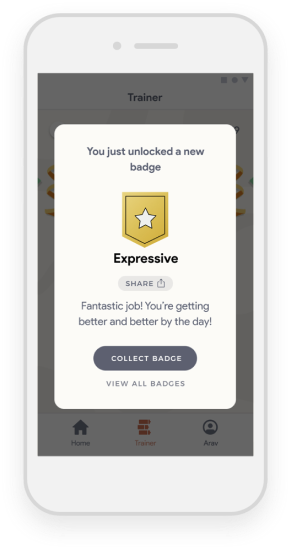 Trainer
You just unlocked a new
badge
Expressive
SHARE
Fantastic job! You're getting
better and better by the day!
COLLECT BADGE
VIEW ALL BADGES
Home Trainer Arav